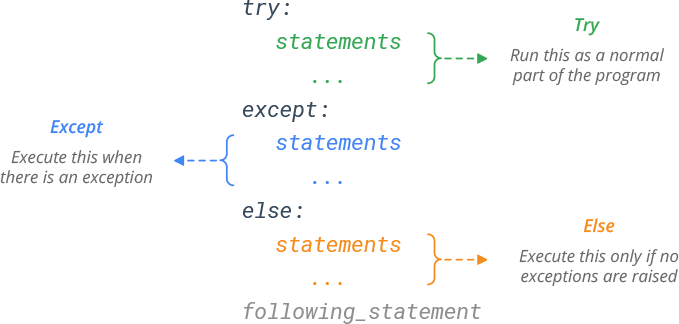 try:
Try
statements
Run this as a normal
part of the program
...
except:
Except
statements
Execute this when
there is an exception
...
else:
Else
statements
Execute this only if no
exceptions are raised
...
following_statement